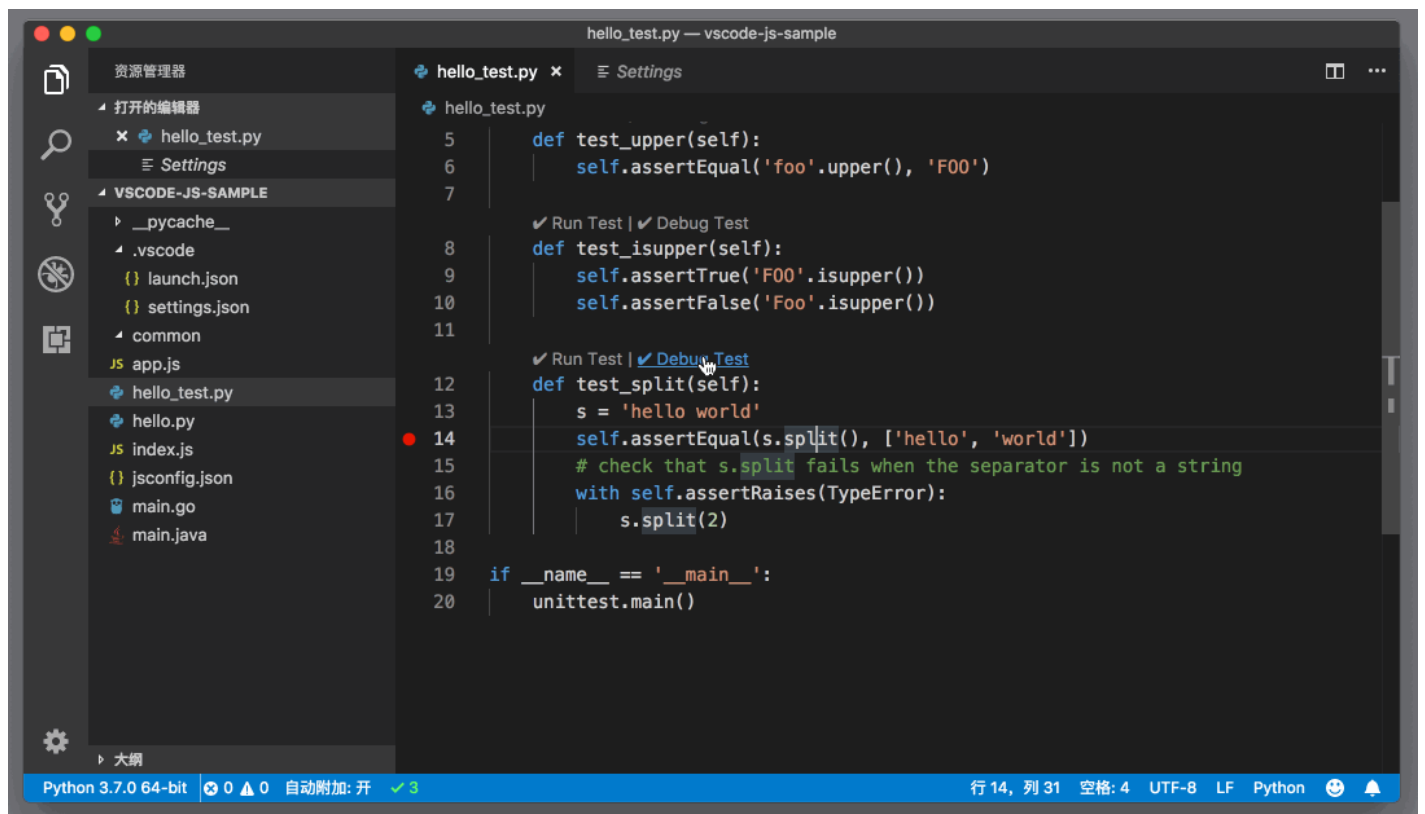 hello_test.py — vscode-js-sample
资源管理器
打开的编辑器
hello_test.py
Settings
VSCODE-JS-SAMPLE
__pycache__
.vscode
{} launch.json
{} settings.json
common
JS app.js
hello_test.py
hello.py
JS index.js
{} jsconfig.json
main.go
main.java
大纲
hello_test.py × Settings
hello_test.py
5 def test_upper(self):
6 self.assertEqual('foo'.upper(), 'FOO')
7
✔ Run Test | ✔ Debug Test
8 def test_isupper(self):
9 self.assertTrue('FOO'.isupper())
10 self.assertFalse('Foo'.isupper())
11
✔ Run Test | ✔ Debug Test
12 def test_split(self):
13 s = 'hello world'
14 self.assertEqual(s.split(), ['hello', 'world'])
15 # check that s.split fails when the separator is not a string
16 with self.assertRaises(TypeError):
17 s.split(2)
18
19 if __name__ == '__main__':
20 unittest.main()
Python 3.7.0 64-bit 0 0 自动附加: 开 ✓ 3 行 14，列 31 空格: 4 UTF-8 LF Python